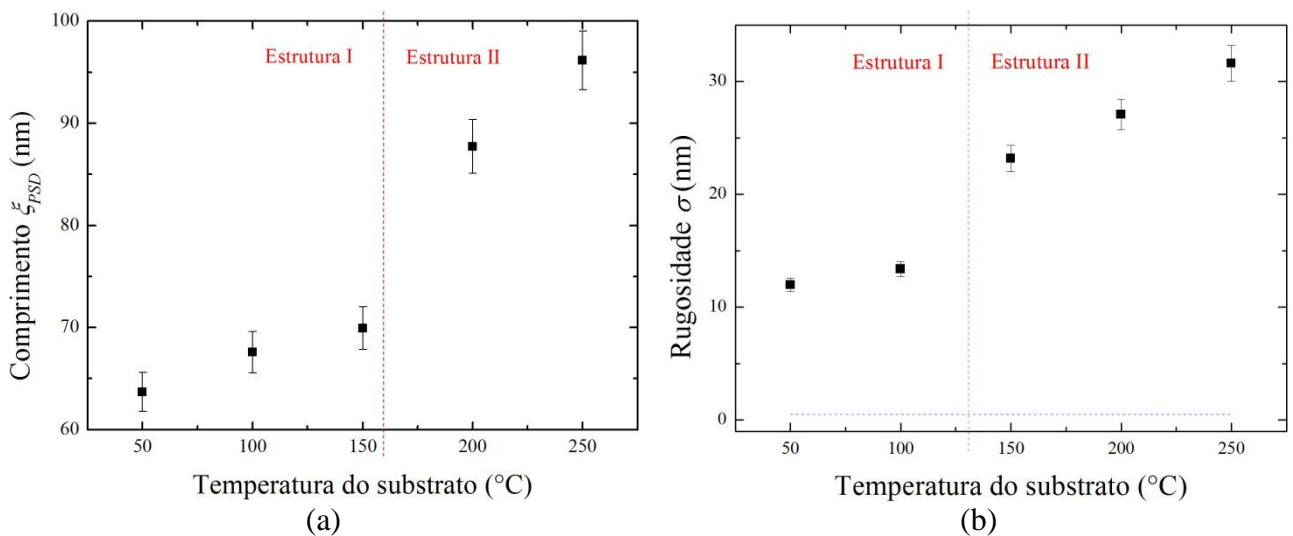 100
90
80
70
60
Comprimento ξPSD (nm)
Estrutura I
Estrutura II
50
100
150
200
250
Temperatura do substrato (°C)
(a)
30
20
10
0
Rugosidade σ (nm)
Estrutura I
Estrutura II
50
100
150
200
250
Temperatura do substrato (°C)
(b)